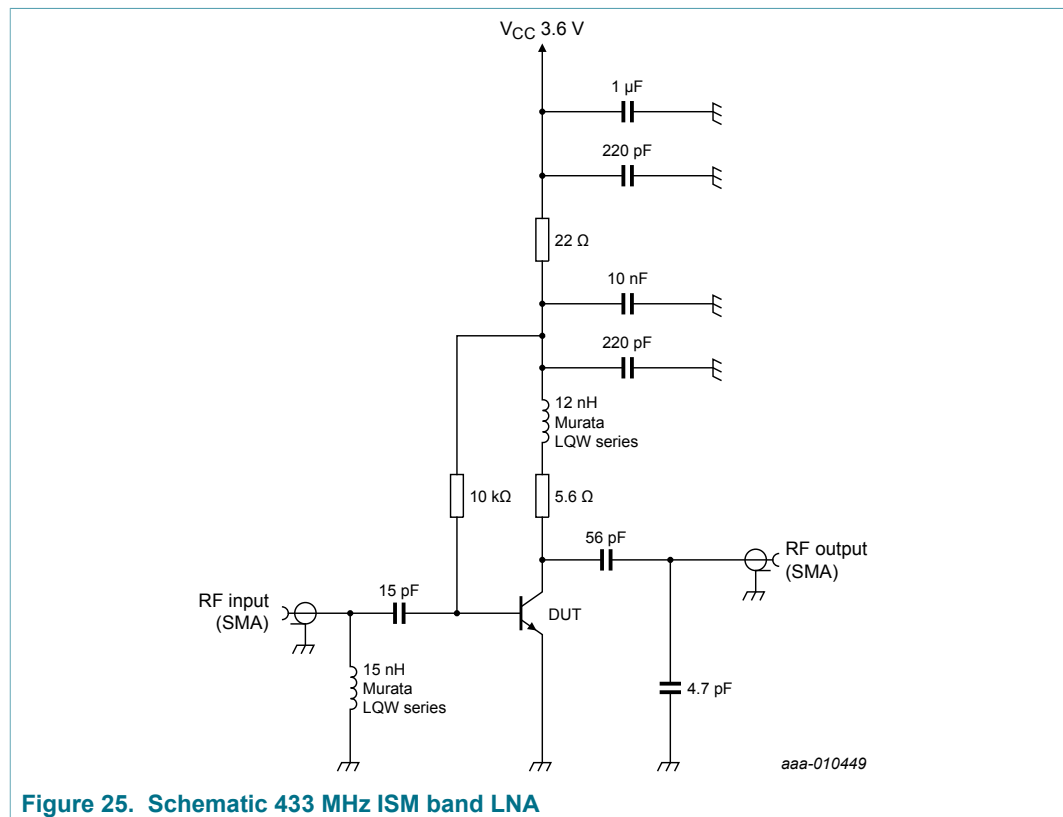 VCC 3.6 V
1 µF
220 pF
22 Ω
10 nF
220 pF
12 nH
Murata
LQW series
10 kΩ
5.6 Ω
56 pF
RF output
(SMA)
15 pF
RF input
(SMA)
DUT
15 nH
Murata
LQW series
4.7 pF
aaa-010449
Figure 25. Schematic 433 MHz ISM band LNA